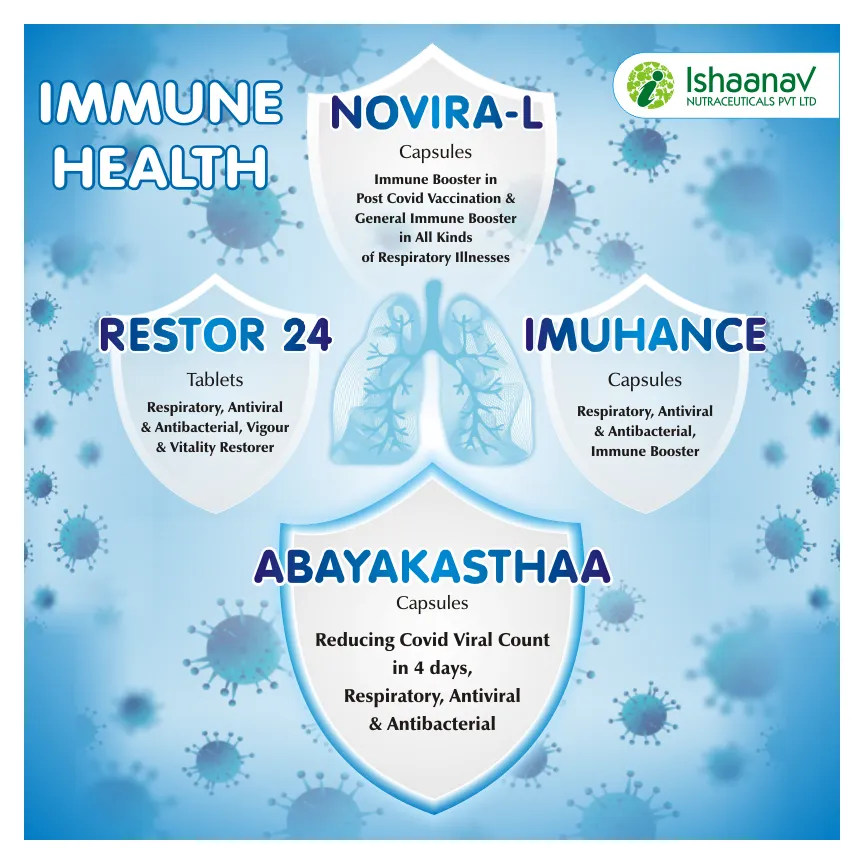 IMMUNE
HEALTH
Ishaanav
NUTRACEUTICALS PVT LTD
NOVIRA-L
Capsules
Immune Booster in
Post Covid Vaccination &
General Immune Booster
in All Kinds
of Respiratory Illnesses
RESTOR 24
Tablets
Respiratory, Antiviral
& Antibacterial, Vigour
& Vitality Restorer
IMUHANCE
Capsules
Respiratory, Antiviral
& Antibacterial,
Immune Booster
ABAYAKASTHAA
Capsules
Reducing Covid Viral Count
in 4 days,
Respiratory, Antiviral
& Antibacterial